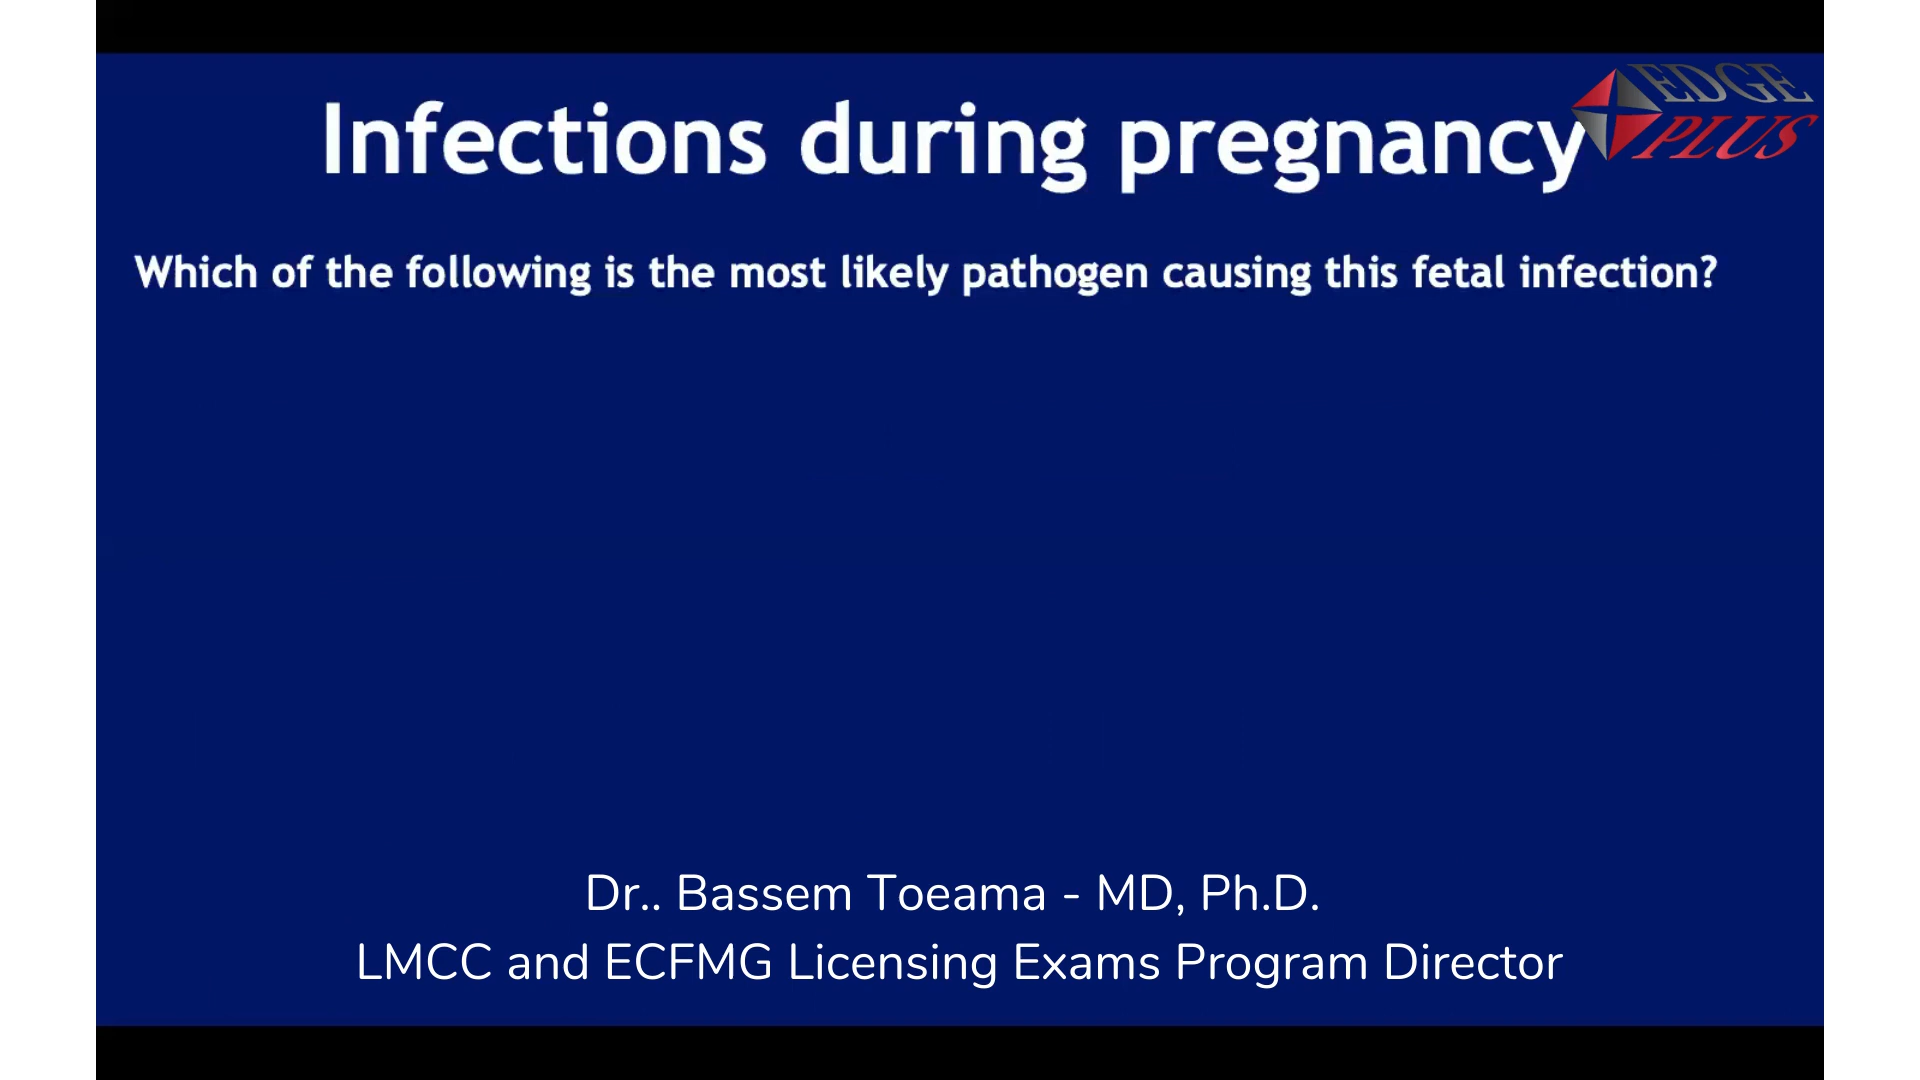 EDGE
PLUS
Infections during pregnancy
Which of the following is the most likely pathogen causing this fetal infection?
Dr.. Bassem Toeama - MD, Ph.D.
LMCC and ECFMG Licensing Exams Program Director